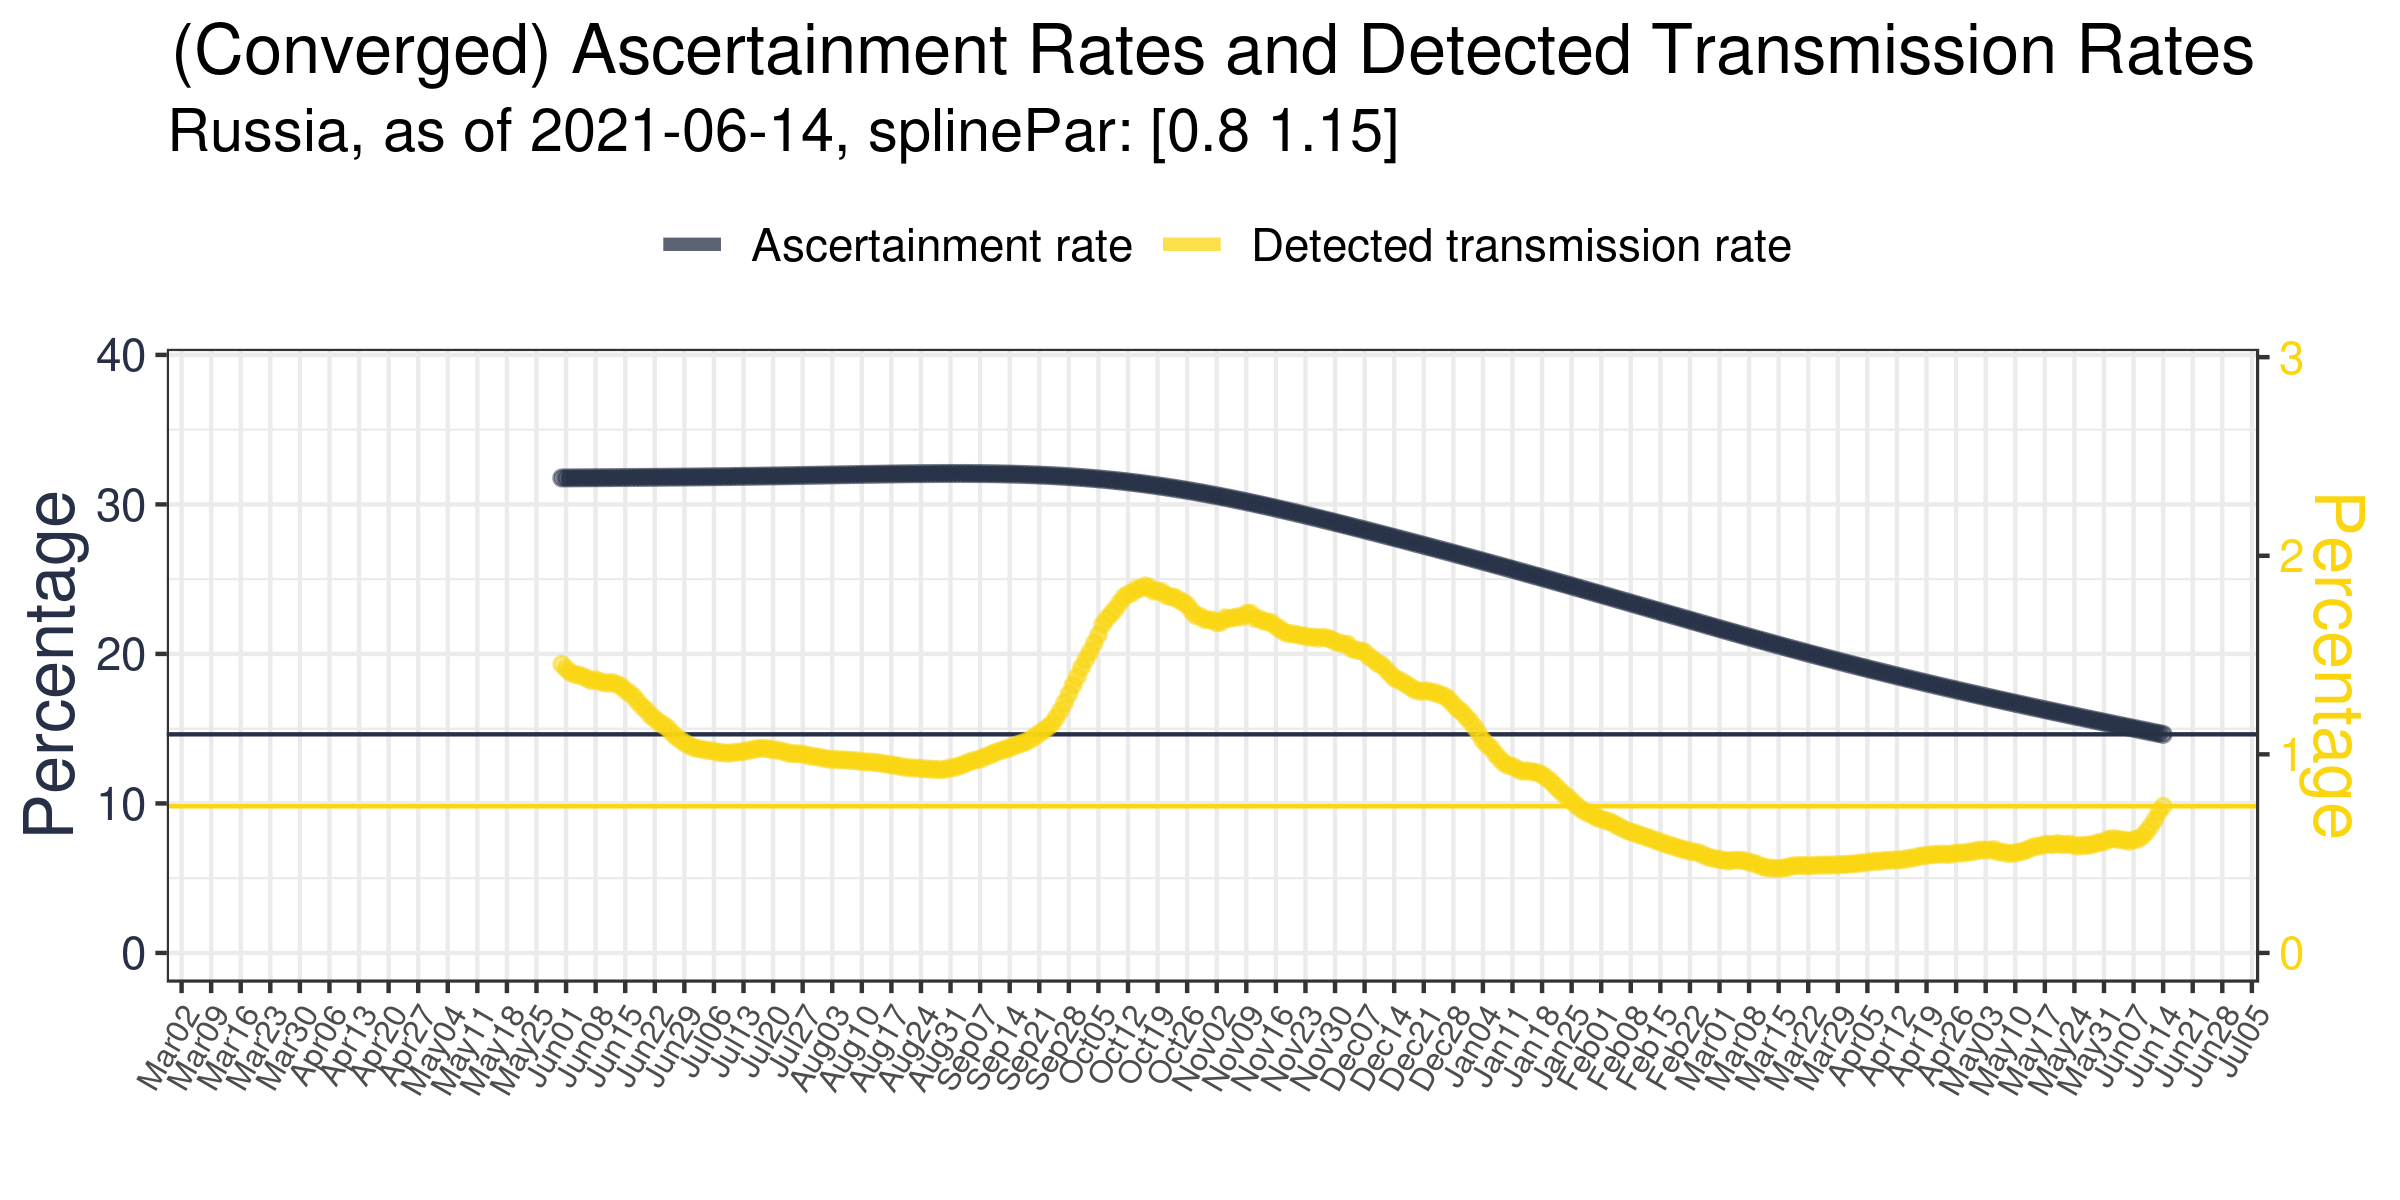 (Converged) Ascertainment Rates and Detected Transmission Rates
Russia, as of 2021-06-14, splinePar: [0.8 1.15]
Ascertainment rate Detected transmission rate
Percentage
40
30
20
10
0
3
2
1
0
Percentage
Mar02
Mar09
Mar16
Mar23
Mar30
Apr06
Apr13
Apr20
Apr27
May04
May11
May18
May25
Jun01
Jun08
Jun15
Jun22
Jun29
Jul06
Jul13
Jul20
Jul27
Aug03
Aug10
Aug17
Aug24
Aug31
Sep07
Sep14
Sep21
Sep28
Oct05
Oct12
Oct19
Oct26
Nov02
Nov09
Nov16
Nov23
Nov30
Dec07
Dec14
Dec21
Dec28
Jan04
Jan11
Jan18
Jan25
Feb01
Feb08
Feb15
Feb22
Mar01
Mar08
Mar15
Mar22
Mar29
Apr05
Apr12
Apr19
Apr26
May03
May10
May17
May24
May31
Jun07
Jun14
Jun21
Jun28
Jul05